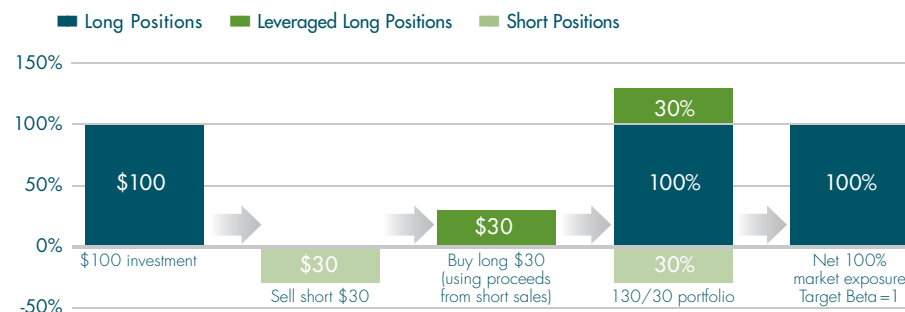 Long Positions Leveraged Long Positions Short Positions
150%
100%
50%
0%
-50%
$100
$100 investment
$30
Sell short $30
$30
Buy long $30
(using proceeds
from short sales)
30%
100%
30%
130/30 portfolio
100%
Net 100%
market exposure
Target Beta=1